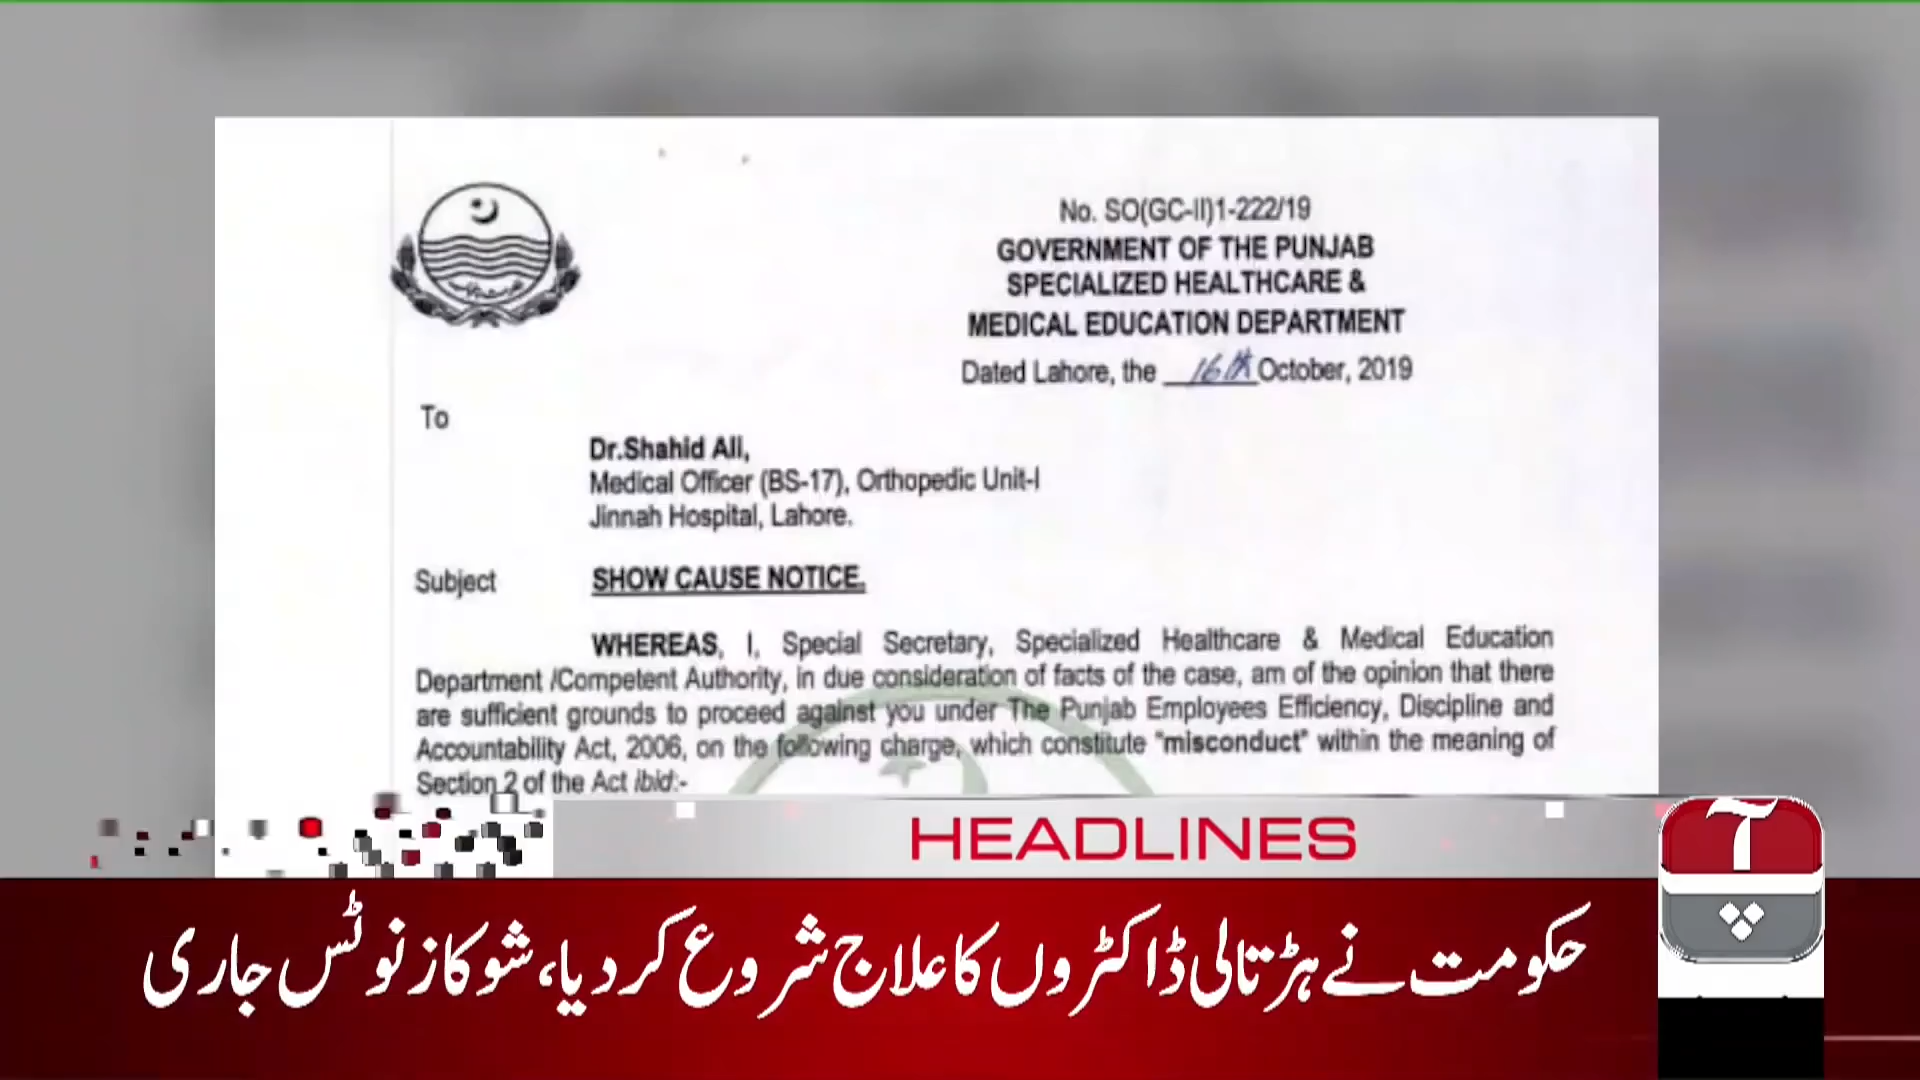 No. SO(GC-II)1-222/19
GOVERNMENT OF THE PUNJAB
SPECIALIZED HEALTHCARE &
MEDICAL EDUCATION DEPARTMENT
Dated Lahore, the 16th October, 2019
To
Dr.Shahid Ali,
Medical Officer (BS-17), Orthopedic Unit-I
Jinnah Hospital, Lahore.
Subject SHOW CAUSE NOTICE.
WHEREAS, I, Special Secretary, Specialized Healthcare & Medical Education
Department /Competent Authority, in due consideration of facts of the case, am of the opinion that there
are sufficient grounds to proceed against you under The Punjab Employees Efficiency, Discipline and
Accountability Act, 2006, on the following charge, which constitute "misconduct" within the meaning of
Section 2 of the Act ibid:-
HEADLINES
آپ
حکومت نے ہڑتالی ڈاکٹروں کا علاج شروع کر دیا، شوکاز نوٹس جاری